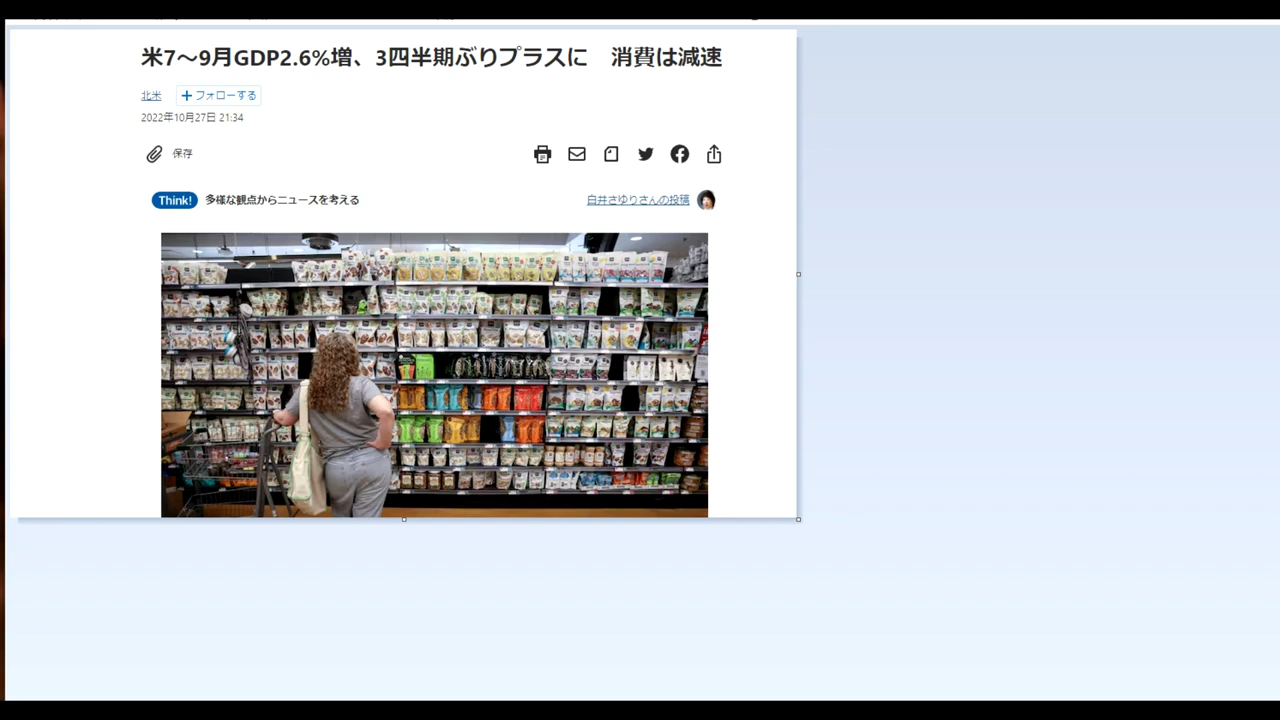 米7〜9月GDP2.6%増、3四半期ぶりプラスに　消費は減速
北米 +フォローする
2022年10月27日 21:34
保存
Think! 多様な観点からニュースを考える 白井さゆりさんの投稿